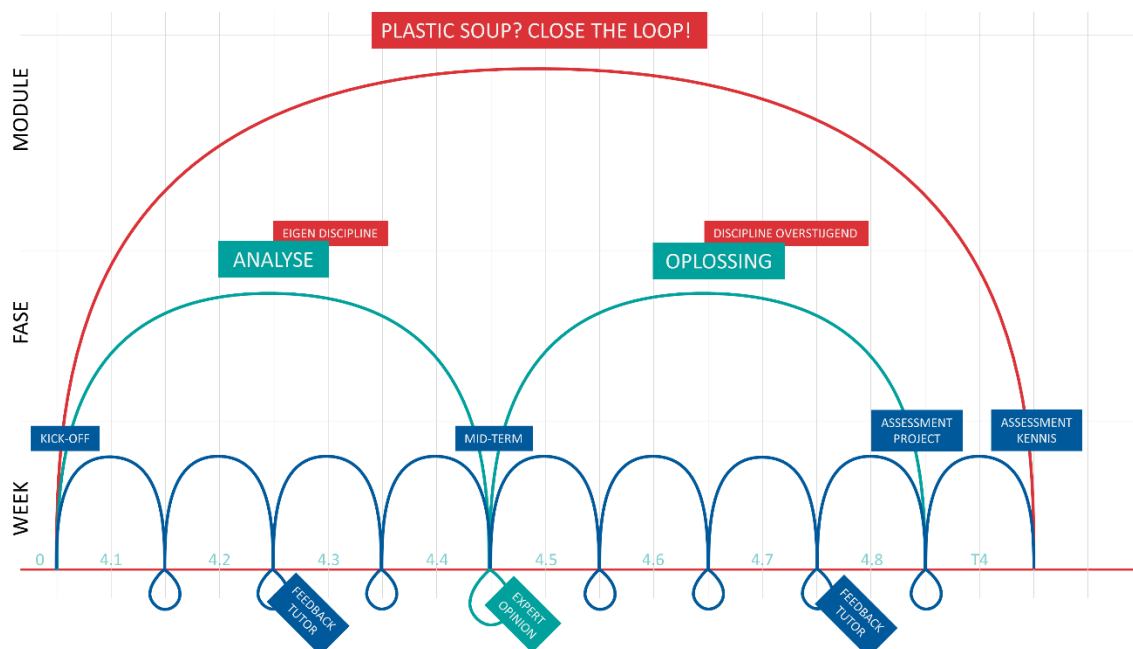 PLASTIC SOUP? CLOSE THE LOOP!
MODULE
EIGEN DISCIPLINE
DISCIPLINE OVERSTIJGEND
ANALYSE
OPLOSSING
FASE
KICK-OFF
MID-TERM
ASSESSMENT
PROJECT
ASSESSMENT
KENNIS
WEEK
0 4.1 4.2 4.3 4.4 4.5 4.6 4.7 4.8 T4
FEEDBACK
TUTOR
EXPERT
OPINION
FEEDBACK
TUTOR